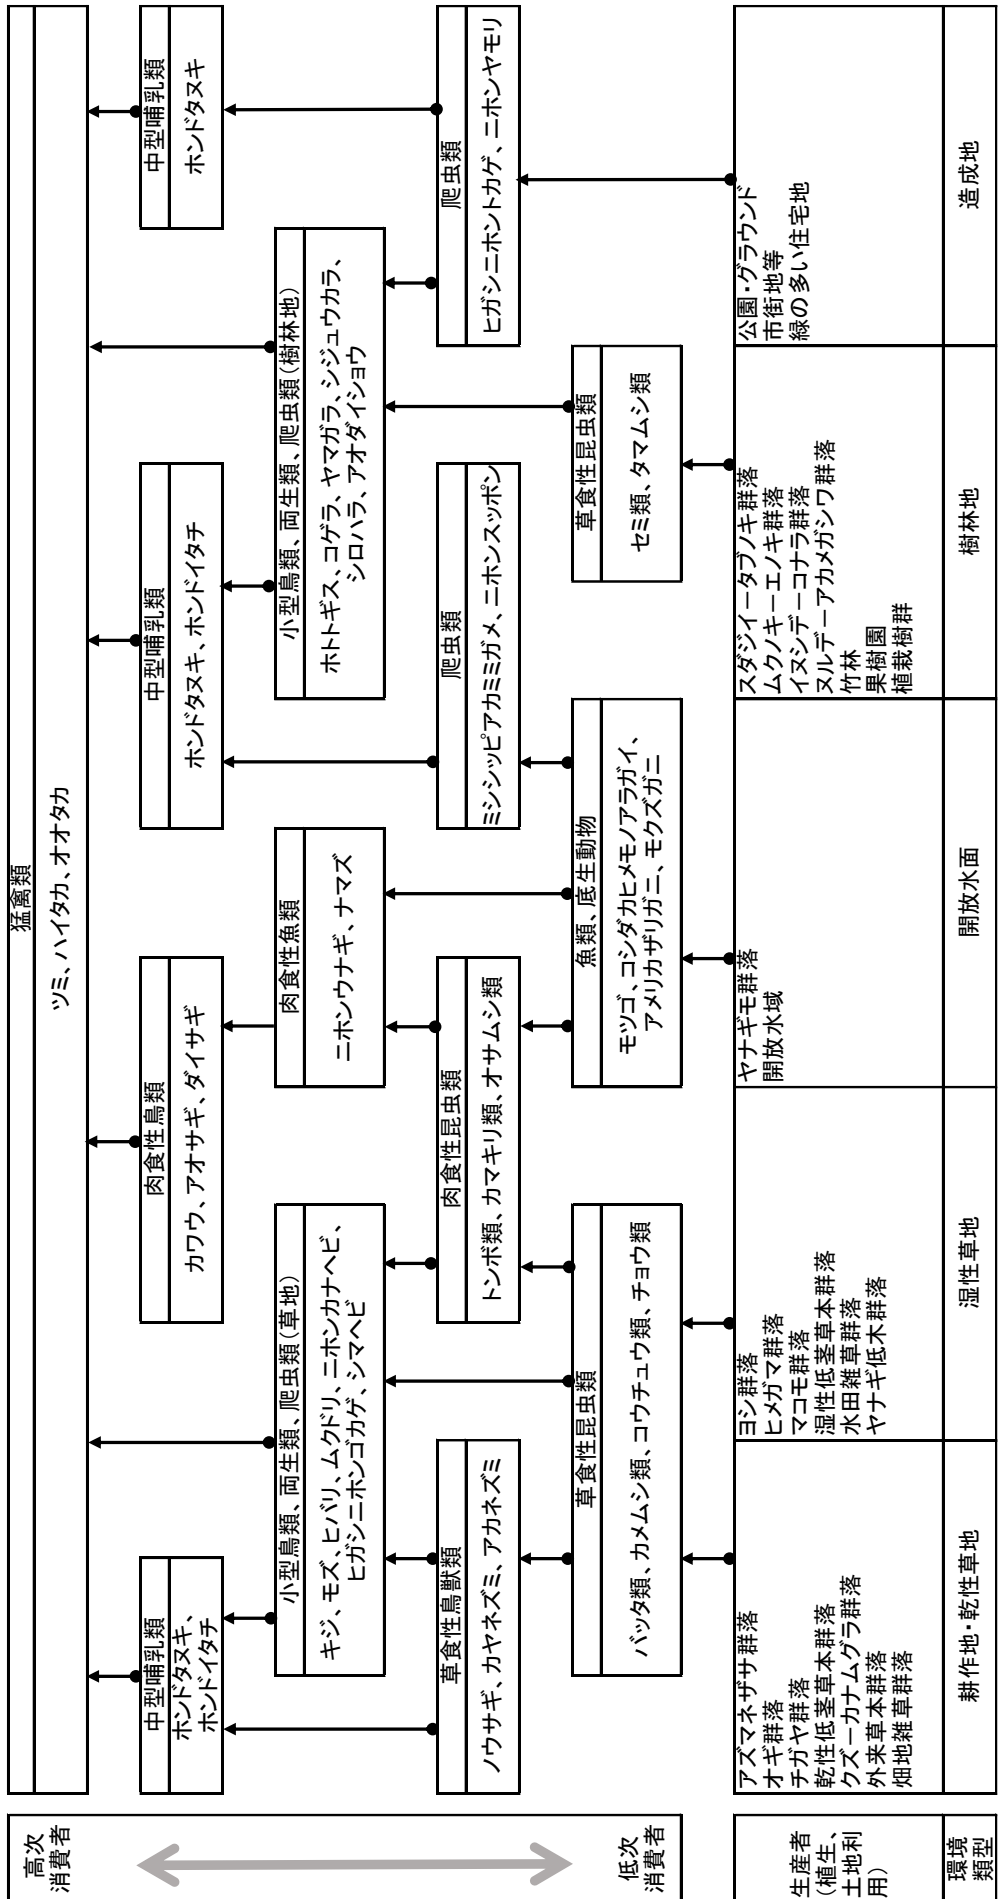 高次
消費者
低次
消費者
生産者
(植生、
土地利
用)
環境
類型
猛禽類
ツミ、ハイタカ、オオタカ
中型哺乳類
ホンドタヌキ、
ホンドイタチ
肉食性鳥類
カワウ、アオサギ、ダイサギ
中型哺乳類
ホンドタヌキ、ホンドイタチ
中型哺乳類
ホンドタヌキ
小型鳥類、両生類、爬虫類(草地)
キジ、モズ、ヒバリ、ムクドリ、ニホンカナヘビ、
ヒガシニホンゴカゲ、シマヘビ
肉食性魚類
ニホンウナギ、ナマズ
小型鳥類、両生類、爬虫類(樹林地)
ホトトギス、コゲラ、ヤマガラ、シジュウカラ、
シロハラ、アオダイショウ
草食性鳥獣類
ノウサギ、カヤネズミ、アカネズミ
肉食性昆虫類
トンボ類、カマキリ類、オサムシ類
爬虫類
ミシシッピアカミミガメ、ニホンスッポン
爬虫類
ヒガシニホントカゲ、ニホンヤモリ
草食性昆虫類
バッタ類、カメムシ類、コウチュウ類、チョウ類
魚類、底生動物
モツゴ、コシダカヒメモノアラガイ、
アメリカザリガニ、モクズガニ
草食性昆虫類
セミ類、タマムシ類
アズマネザサ群落
オギ群落
チガヤ群落
乾性低茎草本群落
クズーカナムグラ群落
外来草本群落
畑地雑草群落
ヨシ群落
ヒメガマ群落
マコモ群落
湿性低茎草本群落
水田雑草群落
ヤナギ低木群落
ヤナギモ群落
開放水域
スダジイータブノキ群落
ムクノキーエノキ群落
イヌシデーコナラ群落
ヌルデーアカメガシワ群落
竹林
果樹園
植栽樹群
公園・グラウンド
市街地等
緑の多い住宅地
耕作地・乾性草地
湿性草地
開放水面
樹林地
造成地